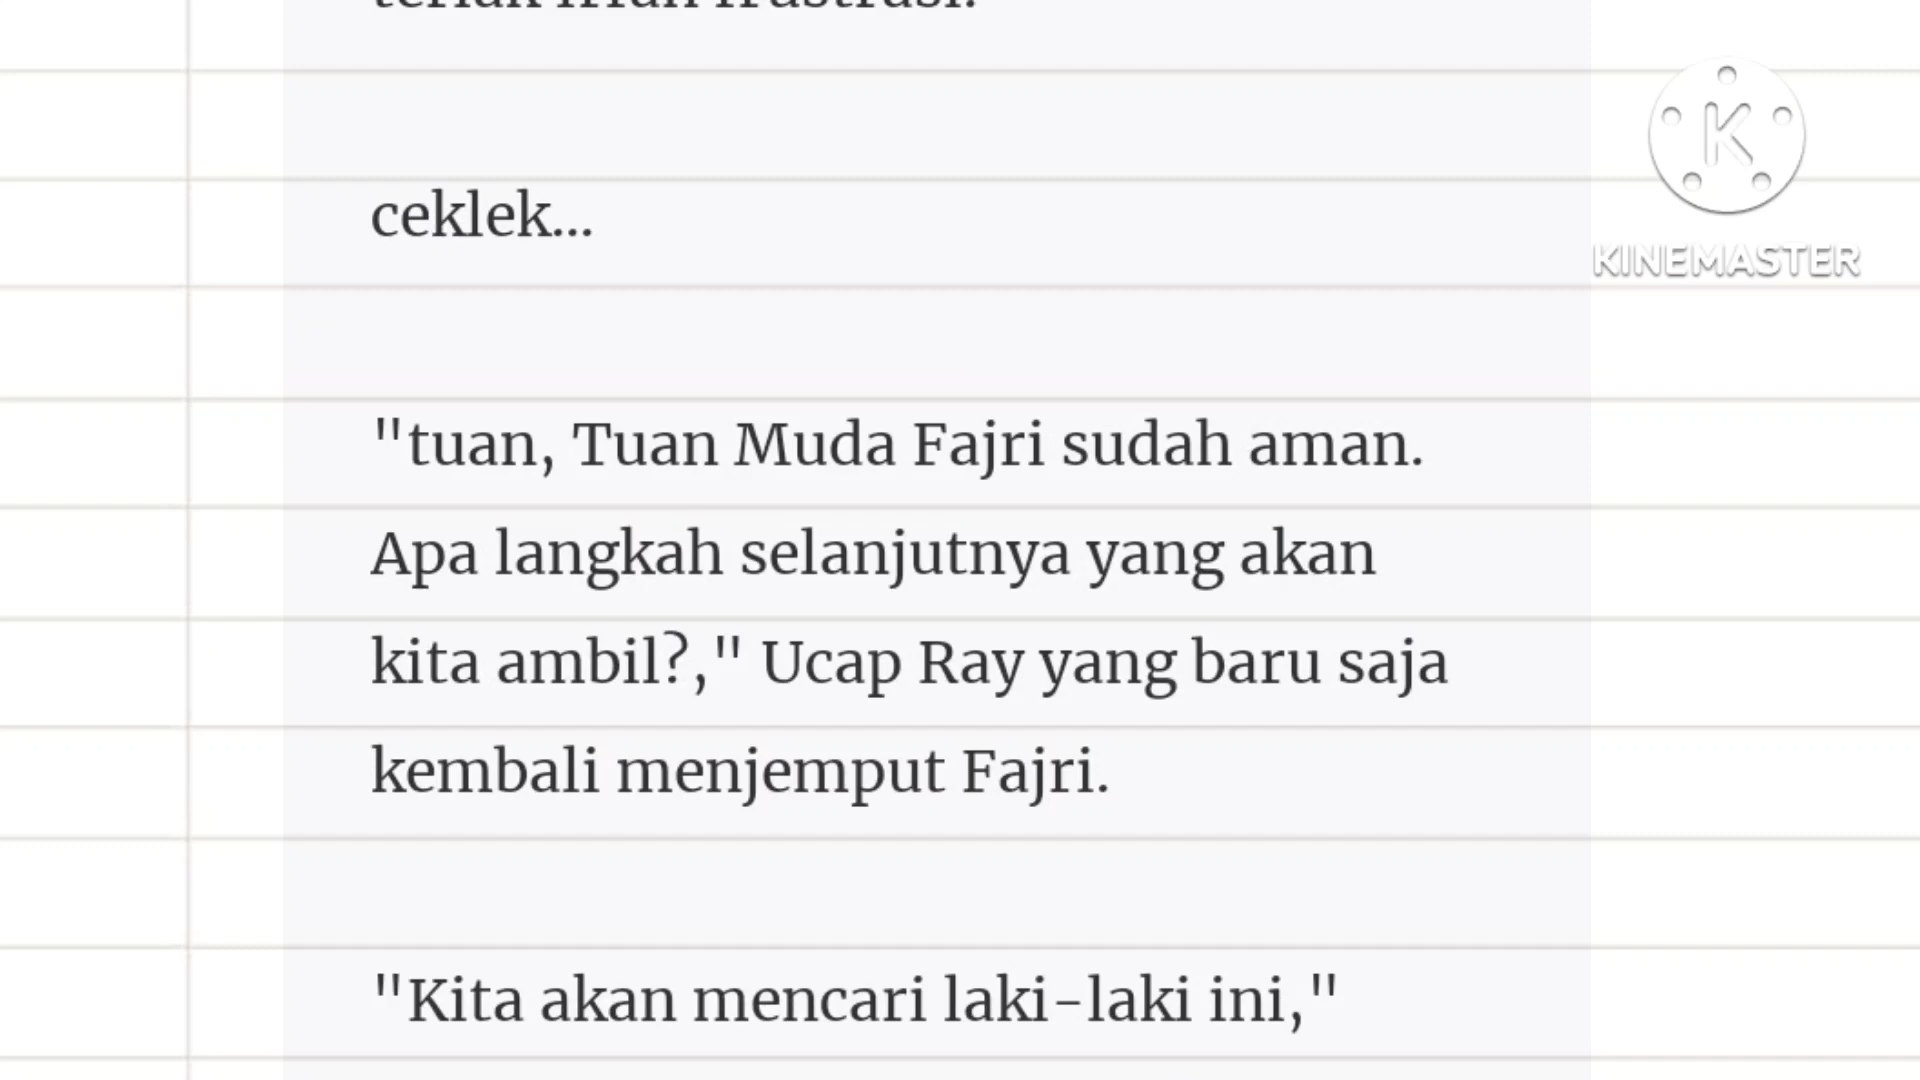 frustrasi.
ceklek...
"tuan, Tuan Muda Fajri sudah aman.
Apa langkah selanjutnya yang akan
kita ambil?," Ucap Ray yang baru saja
kembali menjemput Fajri.
"Kita akan mencari laki-laki ini,"
K
KINEMASTER